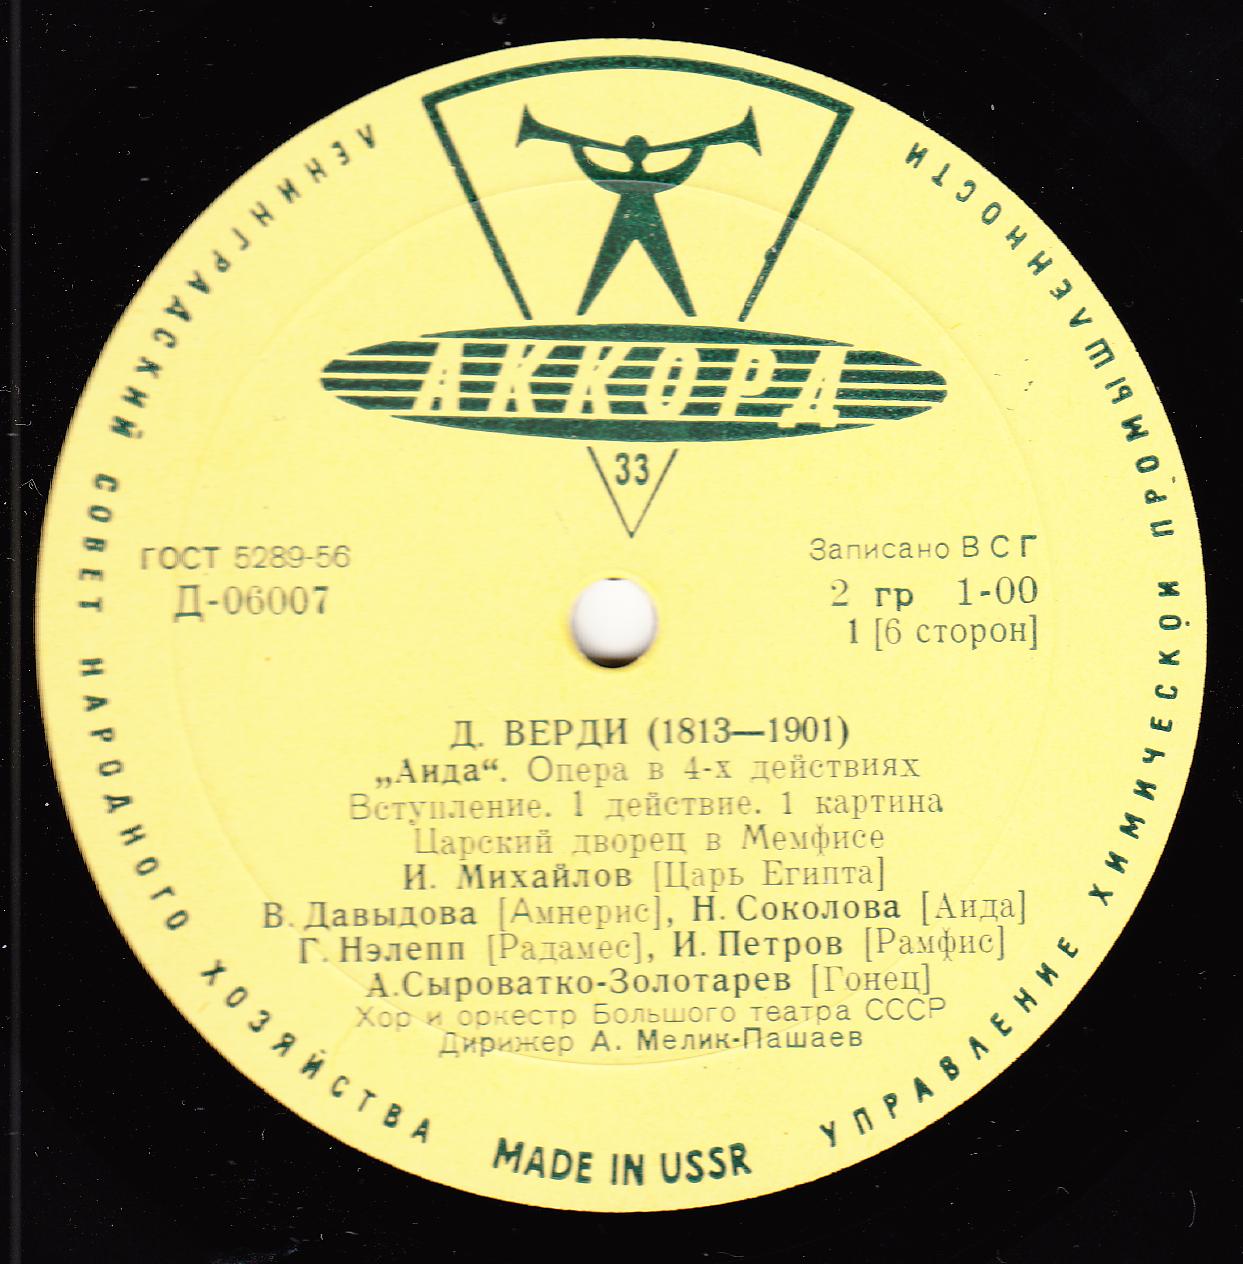 ЛЕНИНГРАДСКИЙ СОВЕТ НАРОДНОГО ХОЗЯЙСТВА
УПРАВЛЕНИЕ ХИМИЧЕСКОЙ ПРОМЫШЛЕННОСТИ
АККОРД
33
ГОСТ 5289-56
Д-06007
Записано ВСГ
2 гр 1-00
1 [6 сторон]
Д. ВЕРДИ (1813—1901)
„Аида“. Опера в 4-х действиях
Вступление. 1 действие. 1 картина
Царский дворец в Мемфисе
И. Михайлов [Царь Египта]
В. Давыдова [Амнерис], Н. Соколова [Аида]
Г. Нэлепп [Радамес], И. Петров [Рамфис]
А.Сыроватко-Золотарев [Гонец]
Хор и оркестр Большого театра СССР
Дирижер А. Мелик-Пашаев
MADE IN USSR